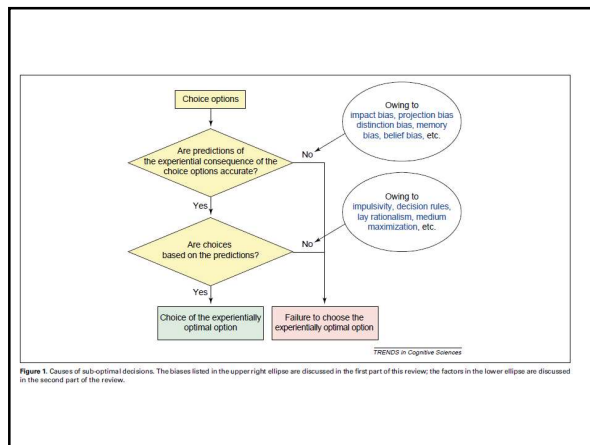 Choice options
Owing to
impact bias, projection bias
distinction bias, memory
bias, belief bias, etc.
Are predictions of
the experiential consequence of the
choice options accurate?
No
Yes
Owing to
impulsivity, decision rules,
lay rationalism, medium
maximization, etc.
Are choices
based on the predictions?
No
Yes
Choice of the experientially
optimal option
Failure to choose the
experientially optimal option
TRENDS in Cognitive Sciences
Figure 1. Causes of sub-optimal decisions. The biases listed in the upper right ellipse are discussed in the first part of this review; the factors in the lower ellipse are discussed
in the second part of the review.